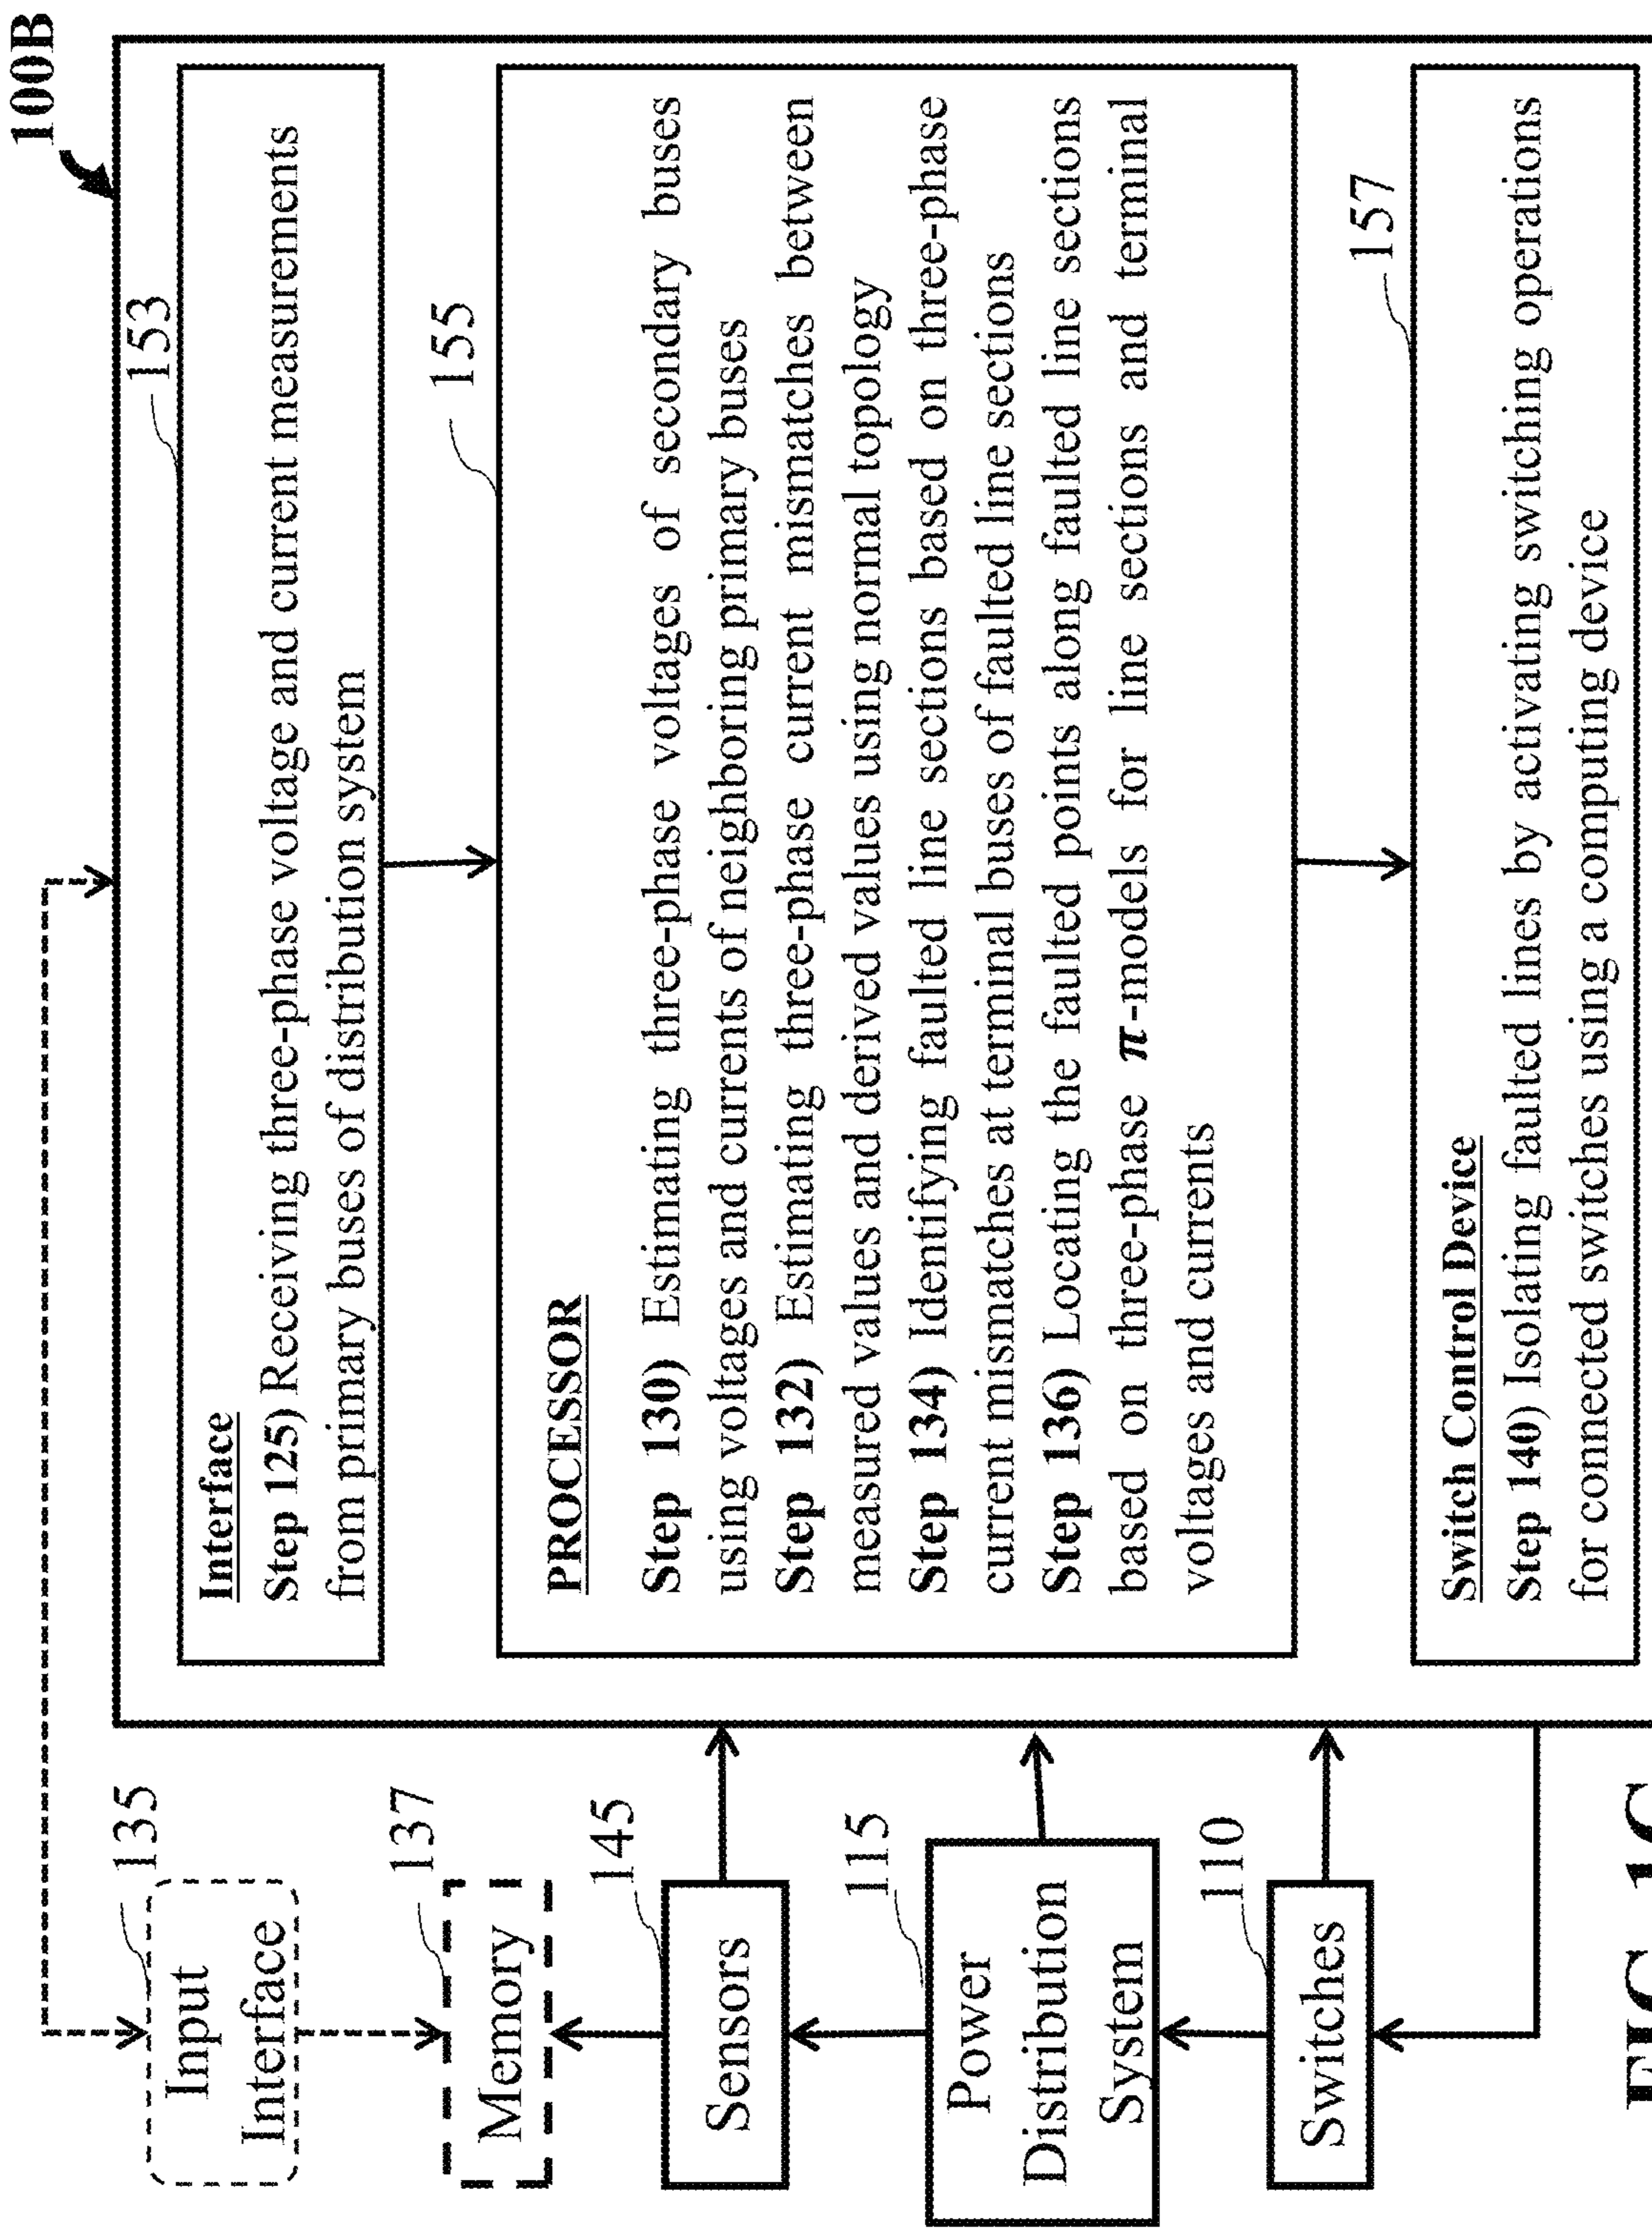 100B
135
Input
Interface
137
Memory
145
Sensors
115
Power
Distribution
System
110
Switches
153
Interface
Step 125) Receiving three-phase voltage and current measurements
from primary buses of distribution system
155
PROCESSOR
Step 130) Estimating three-phase voltages of secondary buses
using voltages and currents of neighboring primary buses
Step 132) Estimating three-phase current mismatches between
measured values and derived values using normal topology
Step 134) Identifying faulted line sections based on three-phase
current mismatches at terminal buses of faulted line sections
Step 136) Locating the faulted points along faulted line sections
based on three-phase π-models for line sections and terminal
voltages and currents
157
Switch Control Device
Step 140) Isolating faulted lines by activating switching operations
for connected switches using a computing device
FIG 1C